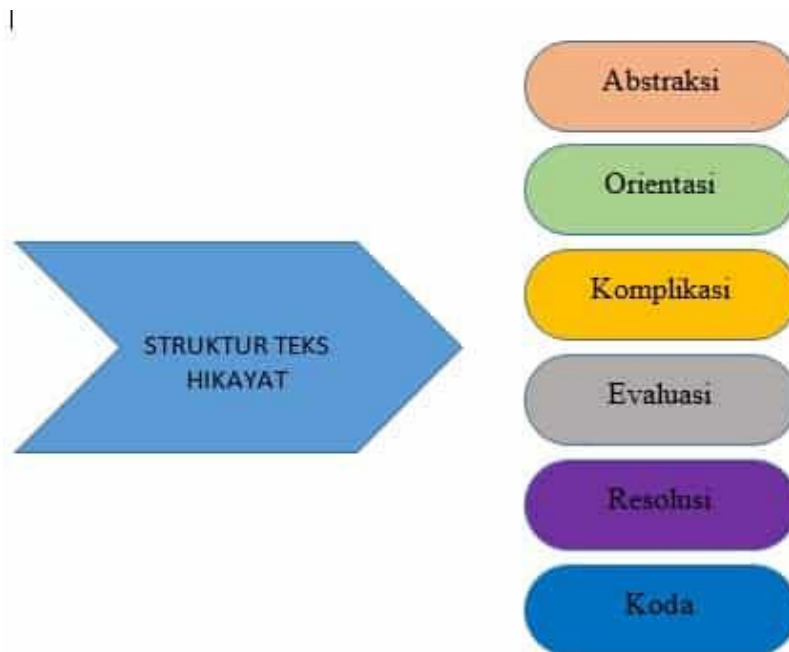 STRUKTUR TEKS
HIKAYAT
Abstraksi
Orientasi
Komplikasi
Evaluasi
Resolusi
Koda